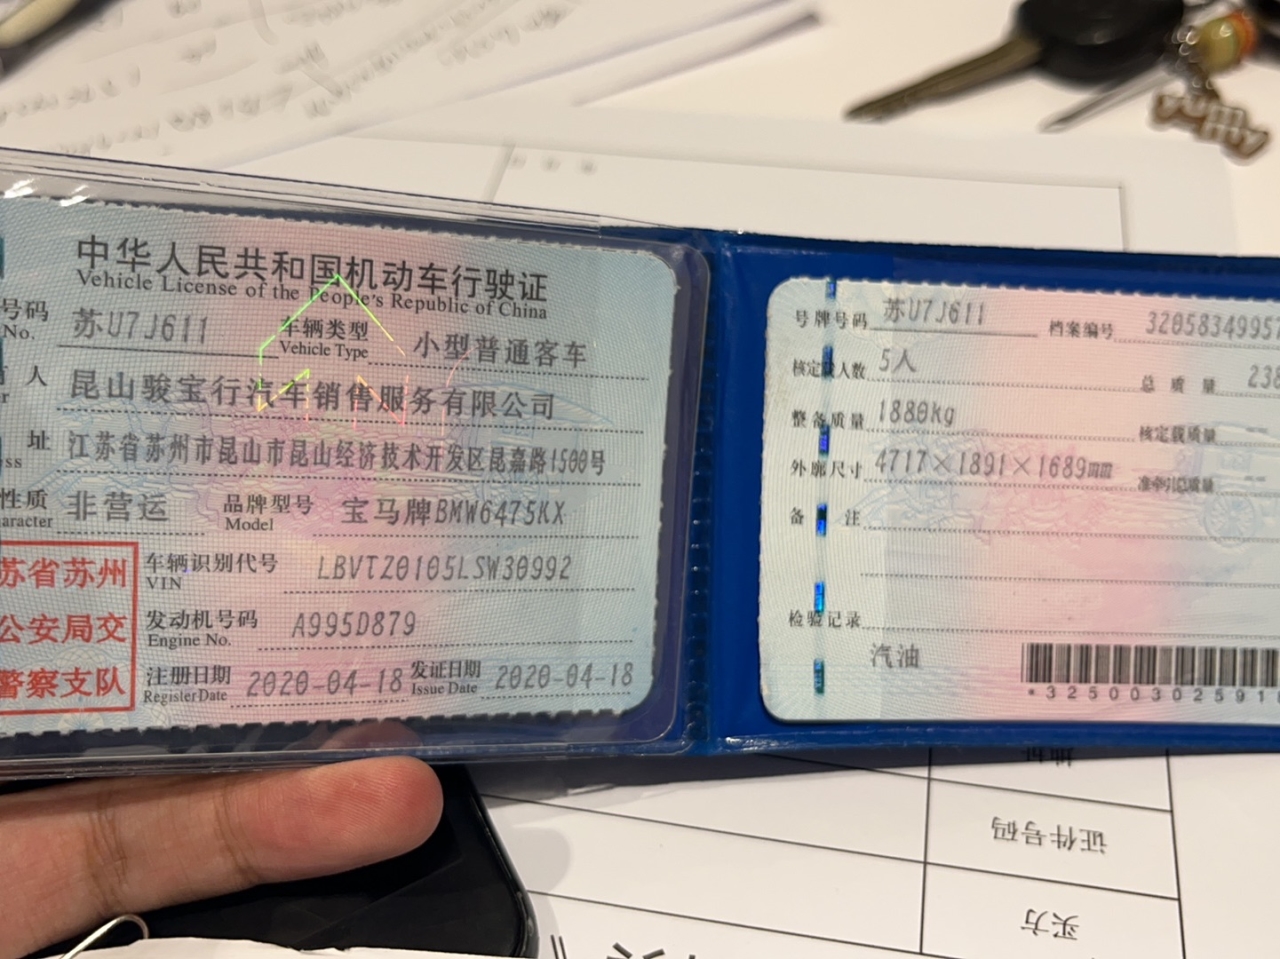 中华人民共和国机动车行驶证
Vehicle License of the People's Republic of China
号码 苏U7J611 车辆类型 小型普通客车
No. Vehicle Type
人 昆山骏宝行汽车销售服务有限公司
址 江苏省苏州市昆山市昆山经济技术开发区昆嘉路1500号
ss
性质 非营运 品牌型号 宝马牌BMW6475KX
aracter Model
苏省苏州
公安局交
警察支队
车辆识别代号 LBVTZ0105LSW30992
VIN
发动机号码 A995D879
Engine No.
注册日期 2020-04-18 发证日期 2020-04-18
Register Date Issue Date
号牌号码 苏U7J611 档案编号 32058349957
核定载人数 5人 总质量 238
整备质量 1880kg 核定载质量 --
外廓尺寸 4717×1891×1689mm 准牵引总质量 --
备注
检验记录
汽油
*32500302591
证件号码
买方
yummy